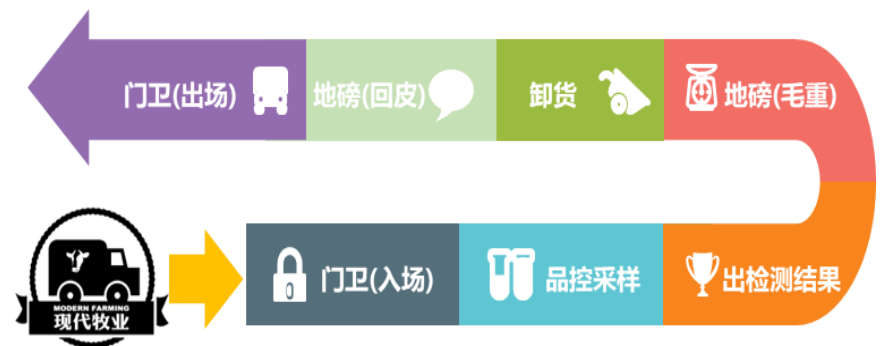 门卫(出场)
地磅(回皮)
卸货
地磅(毛重)
MODERN FARMING
现代牧业
门卫(入场)
品控采样
出检测结果